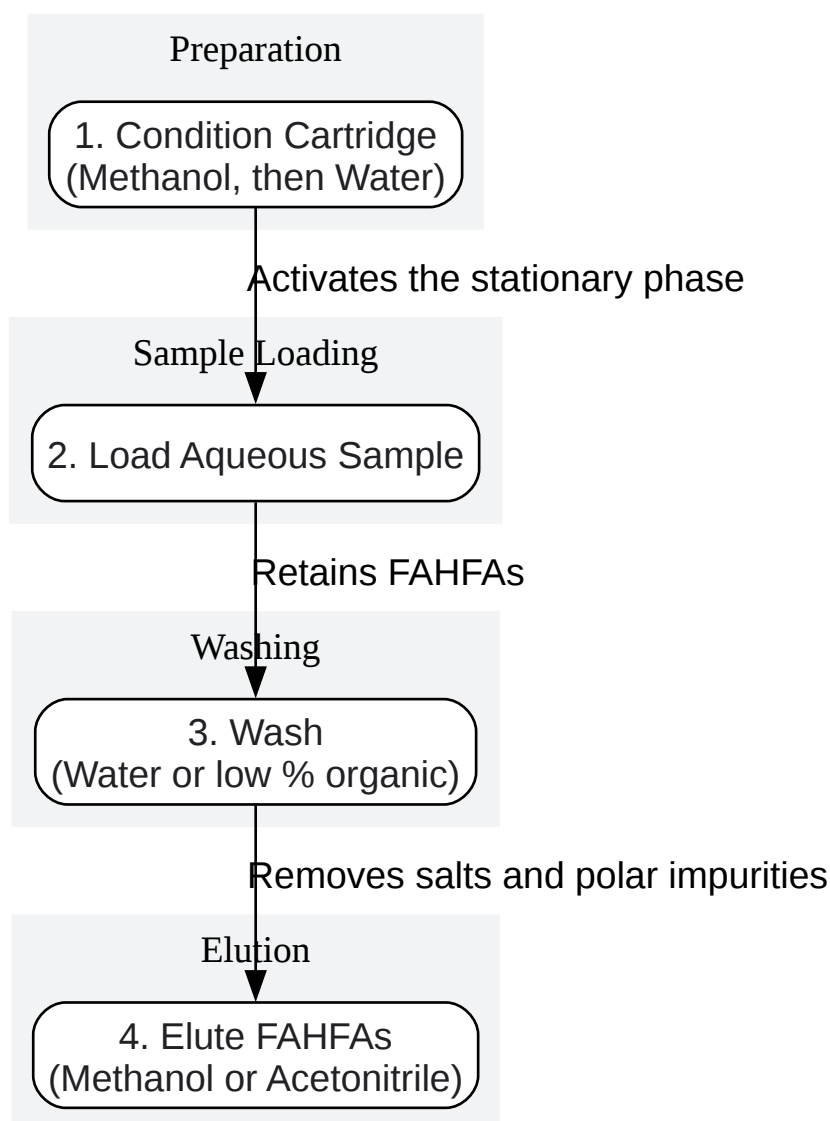 Preparation
1. Condition Cartridge
(Methanol, then Water)
Activates the stationary phase
Sample Loading
2. Load Aqueous Sample
Retains FAHFAs
Washing
3. Wash
(Water or low % organic)
Removes salts and polar impurities
Elution
4. Elute FAHFAs
(Methanol or Acetonitrile)